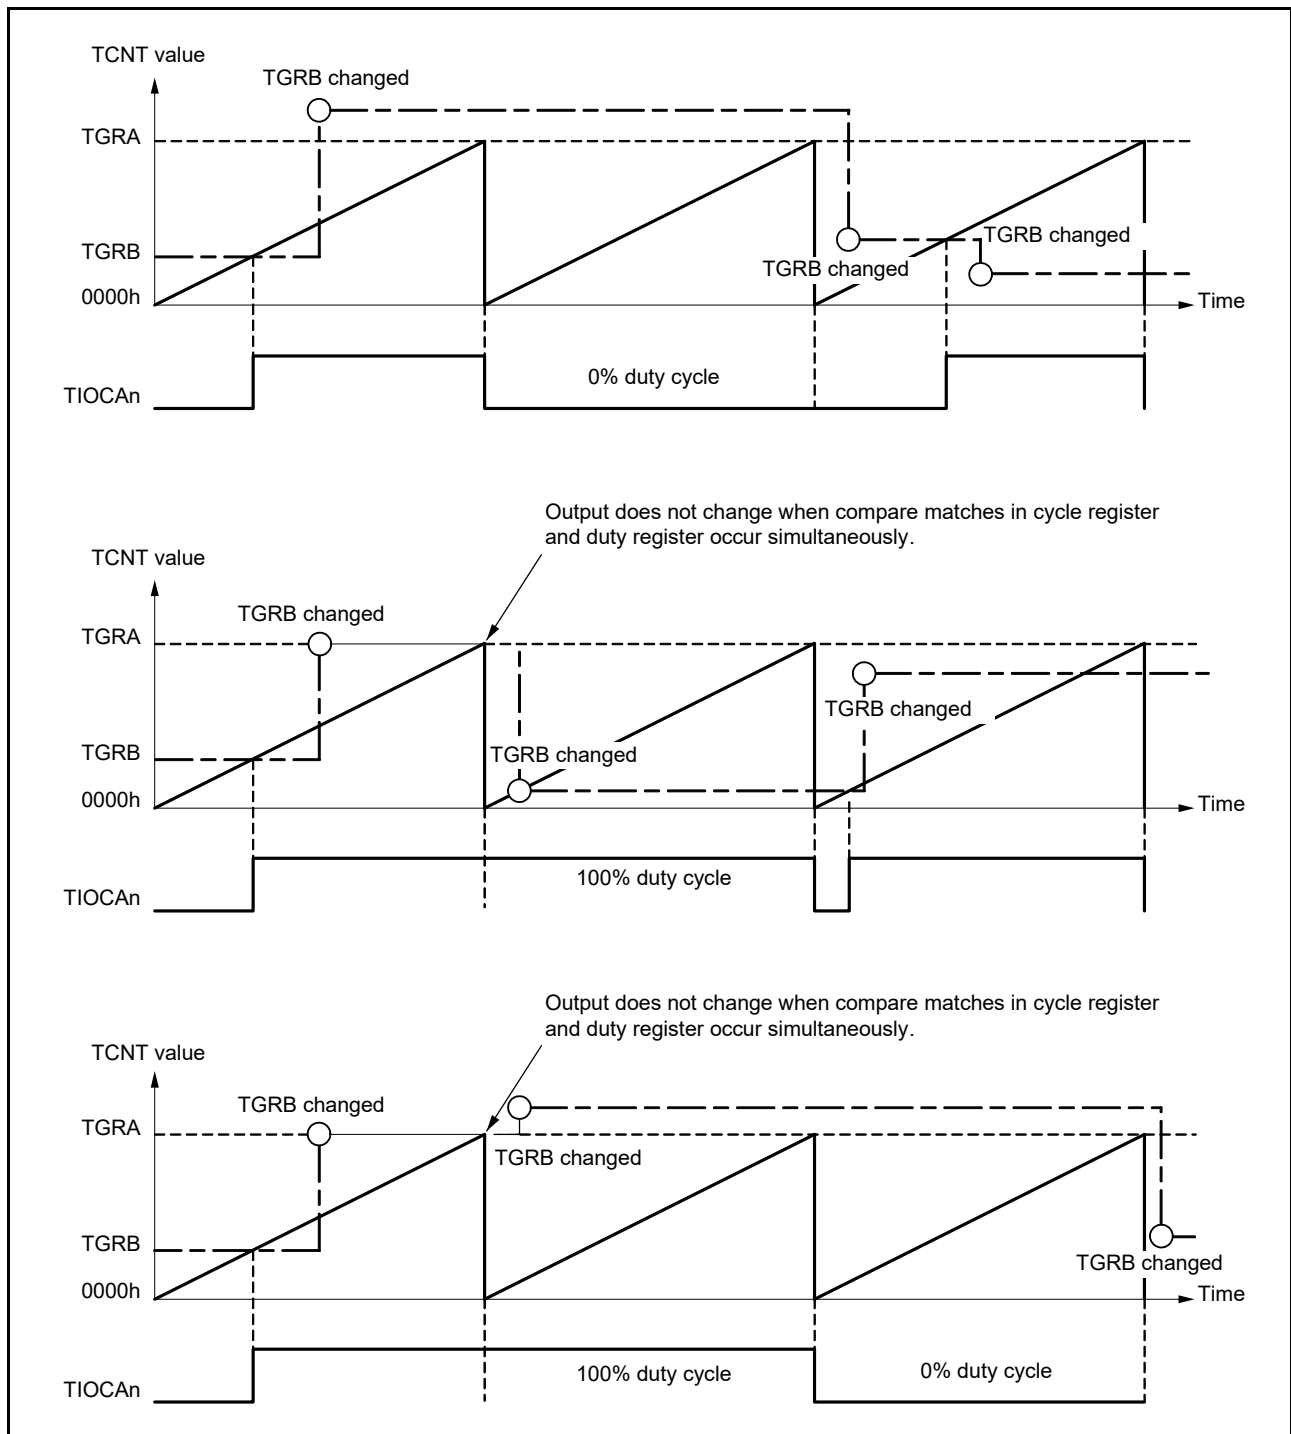 TCNT value
TGRB changed
TGRA
TGRB
TGRB changed
TGRB changed
0000h
Time
0% duty cycle
TIOCAn
Output does not change when compare matches in cycle register
and duty register occur simultaneously.
TCNT value
TGRB changed
TGRA
TGRB changed
TGRB
TGRB changed
0000h
Time
100% duty cycle
TIOCAn
Output does not change when compare matches in cycle register
and duty register occur simultaneously.
TCNT value
TGRB changed
TGRA
TGRB changed
TGRB
TGRB changed
0000h
Time
100% duty cycle
0% duty cycle
TIOCAn